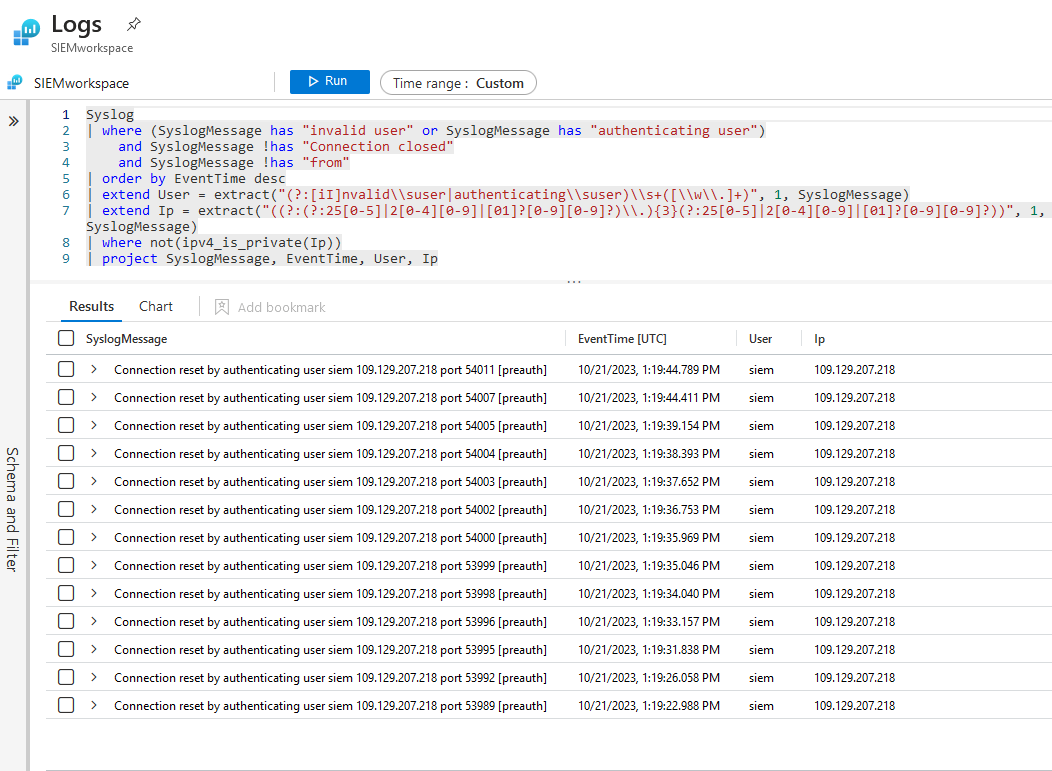 Logs
SIEMworkspace
SIEMworkspace
Run
Time range : Custom
1 Syslog
2 | where (SyslogMessage has "invalid user" or SyslogMessage has "authenticating user")
3 and SyslogMessage !has "Connection closed"
4 and SyslogMessage !has "from"
5 | order by EventTime desc
6 | extend User = extract("(?:[iI]nvalid\\suser|authenticating\\suser)\\s+([\\w\\.]+)", 1, SyslogMessage)
7 | extend Ip = extract("((?:(?:25[0-5]|2[0-4][0-9]|[01]?[0-9][0-9]?)\\.){3}(?:25[0-5]|2[0-4][0-9]|[01]?[0-9][0-9]?))", 1,
SyslogMessage)
8 | where not(ipv4_is_private(Ip))
9 | project SyslogMessage, EventTime, User, Ip
...
Results Chart Add bookmark
SyslogMessage EventTime [UTC] User Ip
Connection reset by authenticating user siem 109.129.207.218 port 54011 [preauth] 10/21/2023, 1:19:44.789 PM siem 109.129.207.218
Connection reset by authenticating user siem 109.129.207.218 port 54007 [preauth] 10/21/2023, 1:19:44.411 PM siem 109.129.207.218
Connection reset by authenticating user siem 109.129.207.218 port 54005 [preauth] 10/21/2023, 1:19:39.154 PM siem 109.129.207.218
Connection reset by authenticating user siem 109.129.207.218 port 54004 [preauth] 10/21/2023, 1:19:38.393 PM siem 109.129.207.218
Connection reset by authenticating user siem 109.129.207.218 port 54003 [preauth] 10/21/2023, 1:19:37.652 PM siem 109.129.207.218
Connection reset by authenticating user siem 109.129.207.218 port 54002 [preauth] 10/21/2023, 1:19:36.753 PM siem 109.129.207.218
Connection reset by authenticating user siem 109.129.207.218 port 54000 [preauth] 10/21/2023, 1:19:35.969 PM siem 109.129.207.218
Connection reset by authenticating user siem 109.129.207.218 port 53999 [preauth] 10/21/2023, 1:19:35.046 PM siem 109.129.207.218
Connection reset by authenticating user siem 109.129.207.218 port 53998 [preauth] 10/21/2023, 1:19:34.040 PM siem 109.129.207.218
Connection reset by authenticating user siem 109.129.207.218 port 53996 [preauth] 10/21/2023, 1:19:33.157 PM siem 109.129.207.218
Connection reset by authenticating user siem 109.129.207.218 port 53995 [preauth] 10/21/2023, 1:19:31.838 PM siem 109.129.207.218
Connection reset by authenticating user siem 109.129.207.218 port 53992 [preauth] 10/21/2023, 1:19:26.058 PM siem 109.129.207.218
Connection reset by authenticating user siem 109.129.207.218 port 53989 [preauth] 10/21/2023, 1:19:22.988 PM siem 109.129.207.218
Schema and Filter